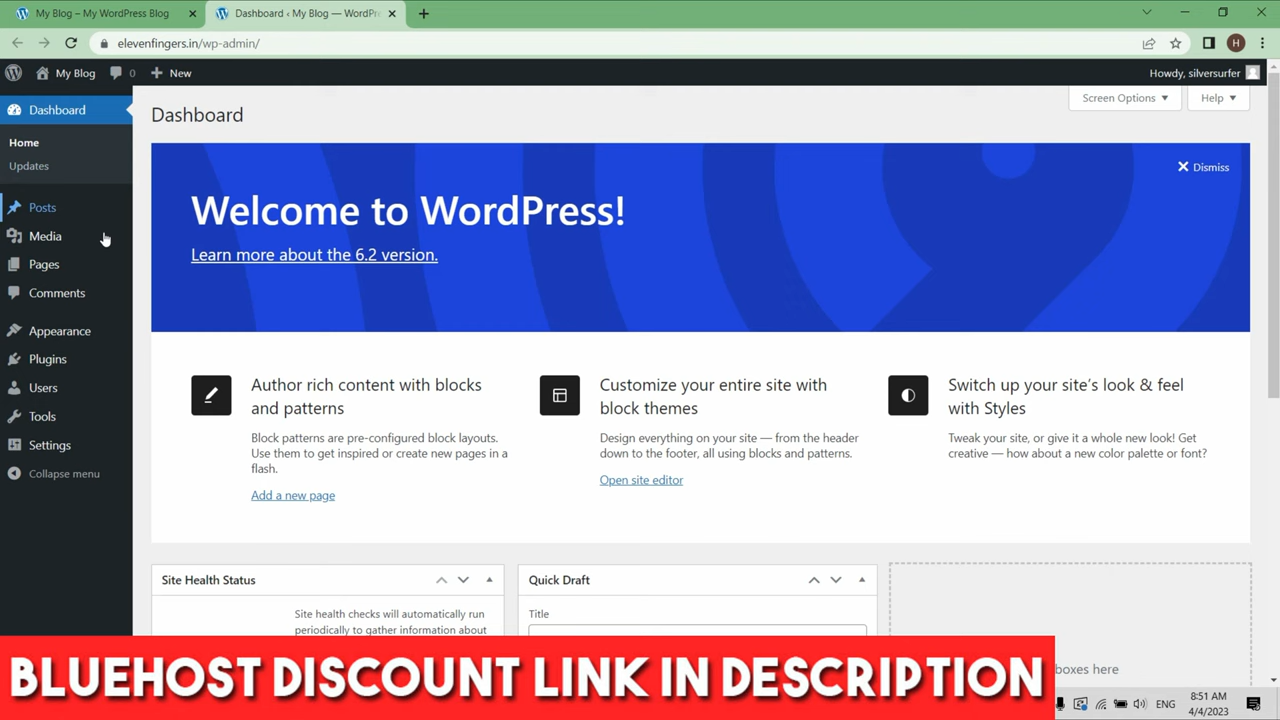 My Blog – My WordPress Blog
Dashboard ‹ My Blog — WordPre
elevenfingers.in/wp-admin/
H
My Blog
0
New
Howdy, silversurfer
Dashboard
Home
Updates
Posts
Media
Pages
Comments
Appearance
Plugins
Users
Tools
Settings
Collapse menu
Dashboard
Screen Options
Help
Dismiss
Welcome to WordPress!
Learn more about the 6.2 version.
Author rich content with blocks
and patterns
Block patterns are pre-configured block layouts.
Use them to get inspired or create new pages in a
flash.
Add a new page
Customize your entire site with
block themes
Design everything on your site — from the header
down to the footer, all using blocks and patterns.
Open site editor
Switch up your site's look & feel
with Styles
Tweak your site, or give it a whole new look! Get
creative — how about a new color palette or font?
Site Health Status
Site health checks will automatically run
periodically to gather information about
Quick Draft
Title
boxes here
BLUEHOST DISCOUNT LINK IN DESCRIPTION
ENG
8:51 AM
4/4/2023